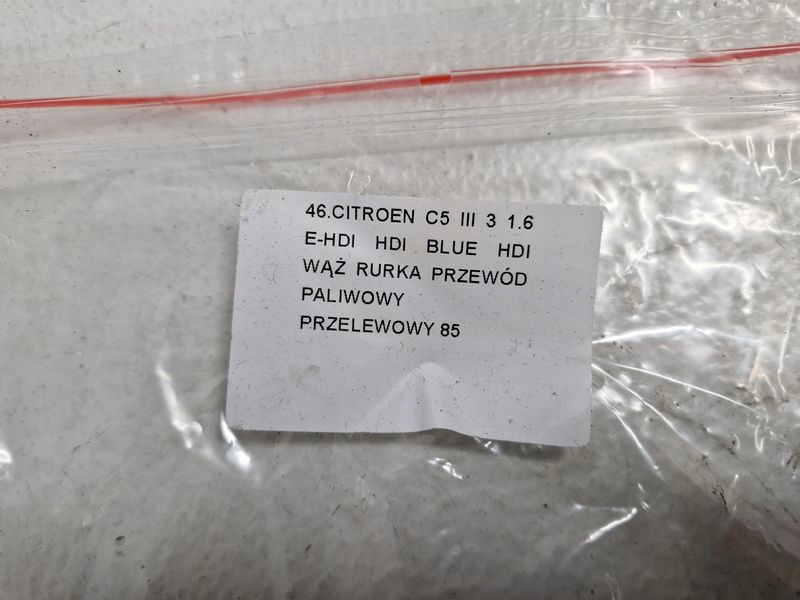 46.CITROEN C5 III 3 1.6
E-HDI HDI BLUE HDI
WĄŻ RURKA PRZEWÓD
PALIWOWY
PRZELEWOWY 85